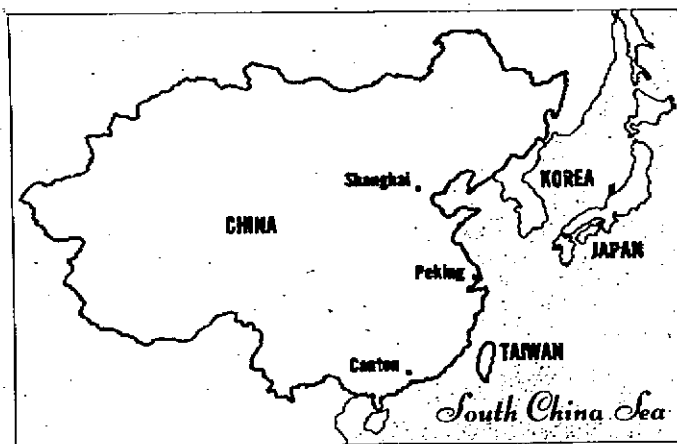 Shanghai
KOREA
CHINA
JAPAN
Peking
TAIWAN
Canton
South China Sea